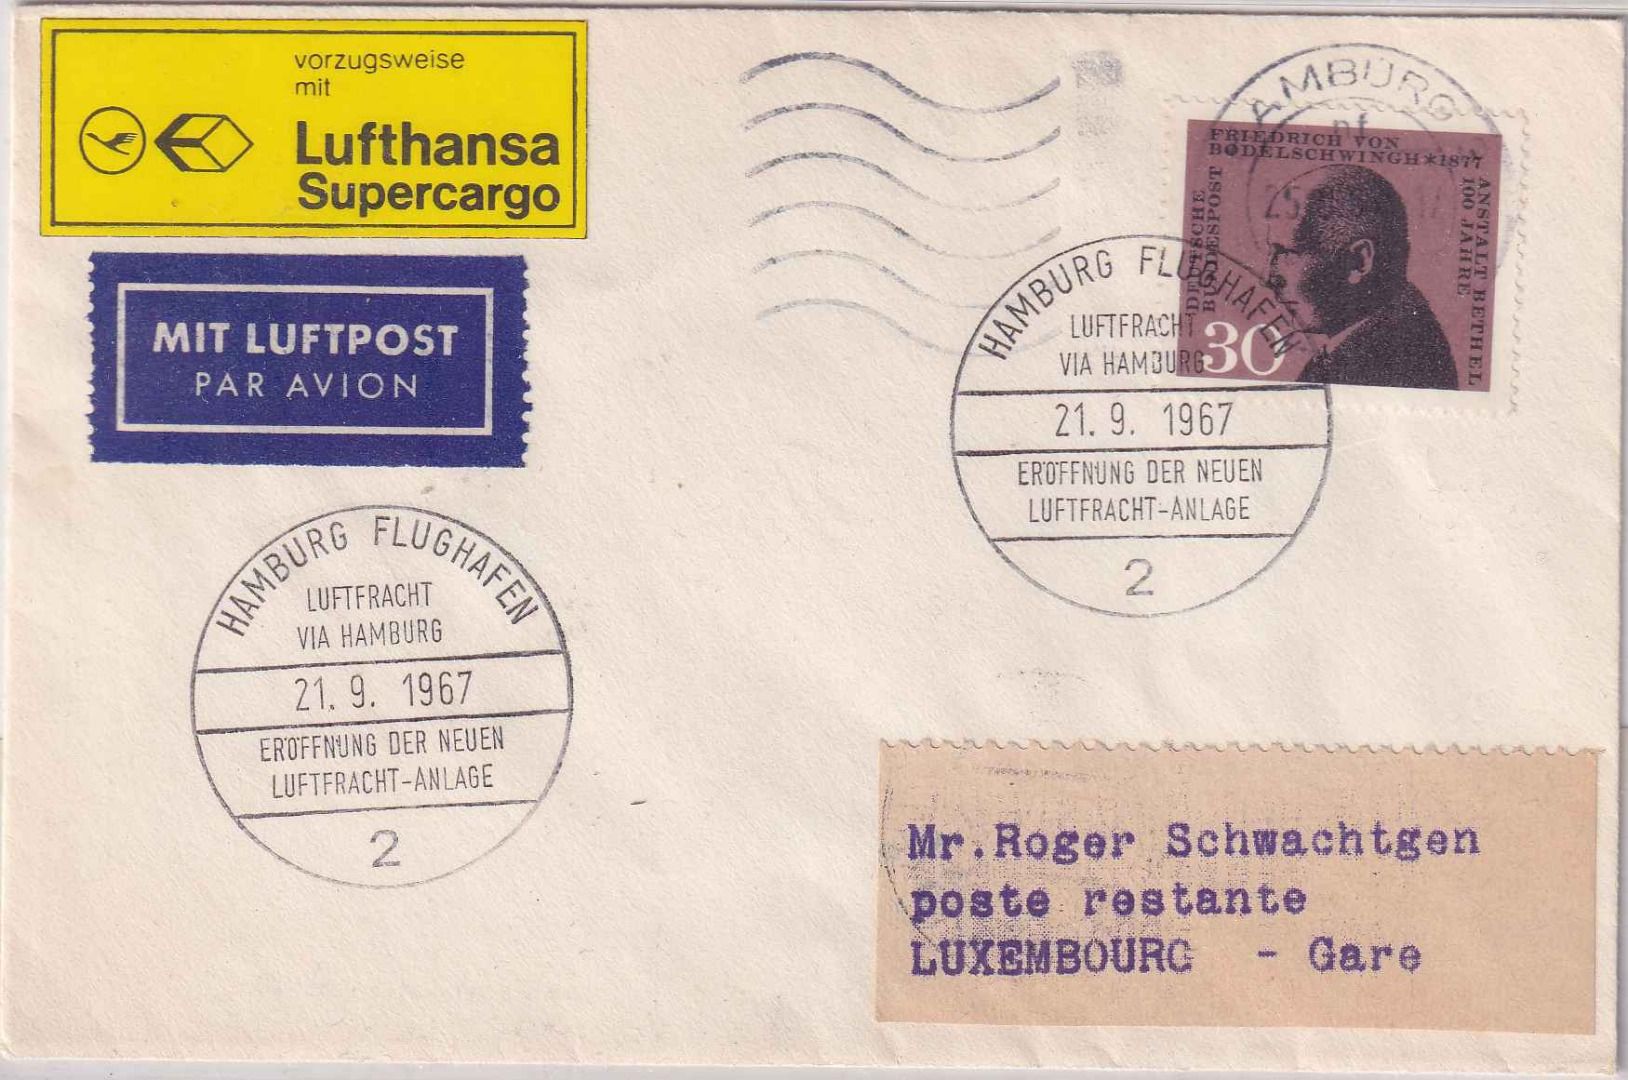 vorzugsweise
mit
Lufthansa
Supercargo
MIT LUFTPOST
PAR AVION
AMBURG
FRIEDRICH VON
BODELSCHWINGH*1877
DEUTSCHE
BUNDESPOST
ANSTALT BETHEL
100 JAHRE
30
HAMBURG FLUGHAFEN
LUFTFRACHT
VIA HAMBURG
21. 9. 1967
ERÖFFNUNG DER NEUEN
LUFTFRACHT-ANLAGE
2
HAMBURG FLUGHAFEN
LUFTFRACHT
VIA HAMBURG
21. 9. 1967
ERÖFFNUNG DER NEUEN
LUFTFRACHT-ANLAGE
2
Mr.Roger Schwachtgen
poste restante
LUXEMBOURG - Gare